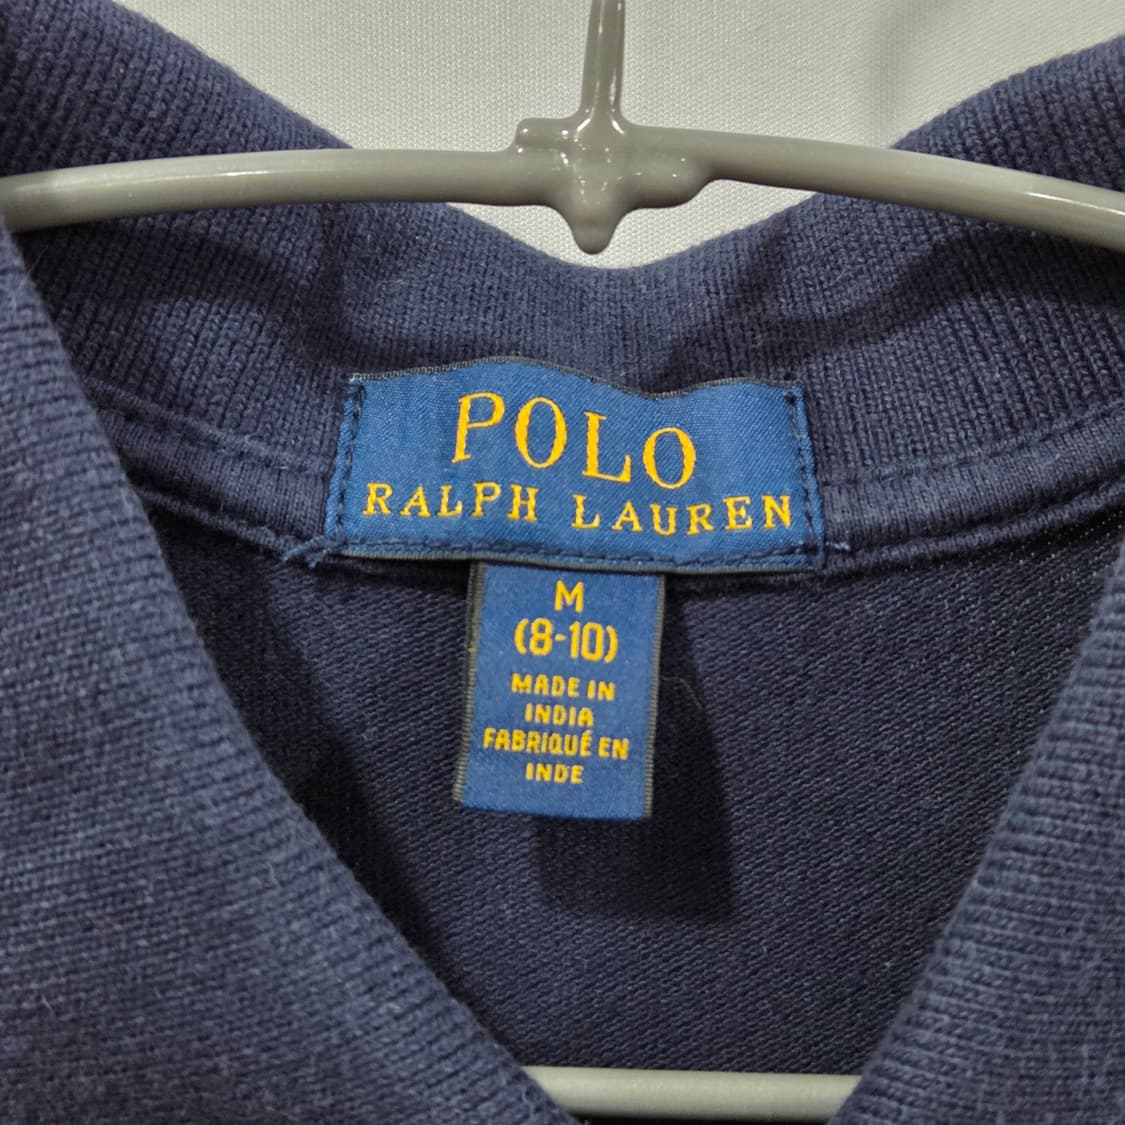 POLO
RALPH LAUREN
M
(8-10)
MADE IN
INDIA
FABRIQUÉ EN
INDE